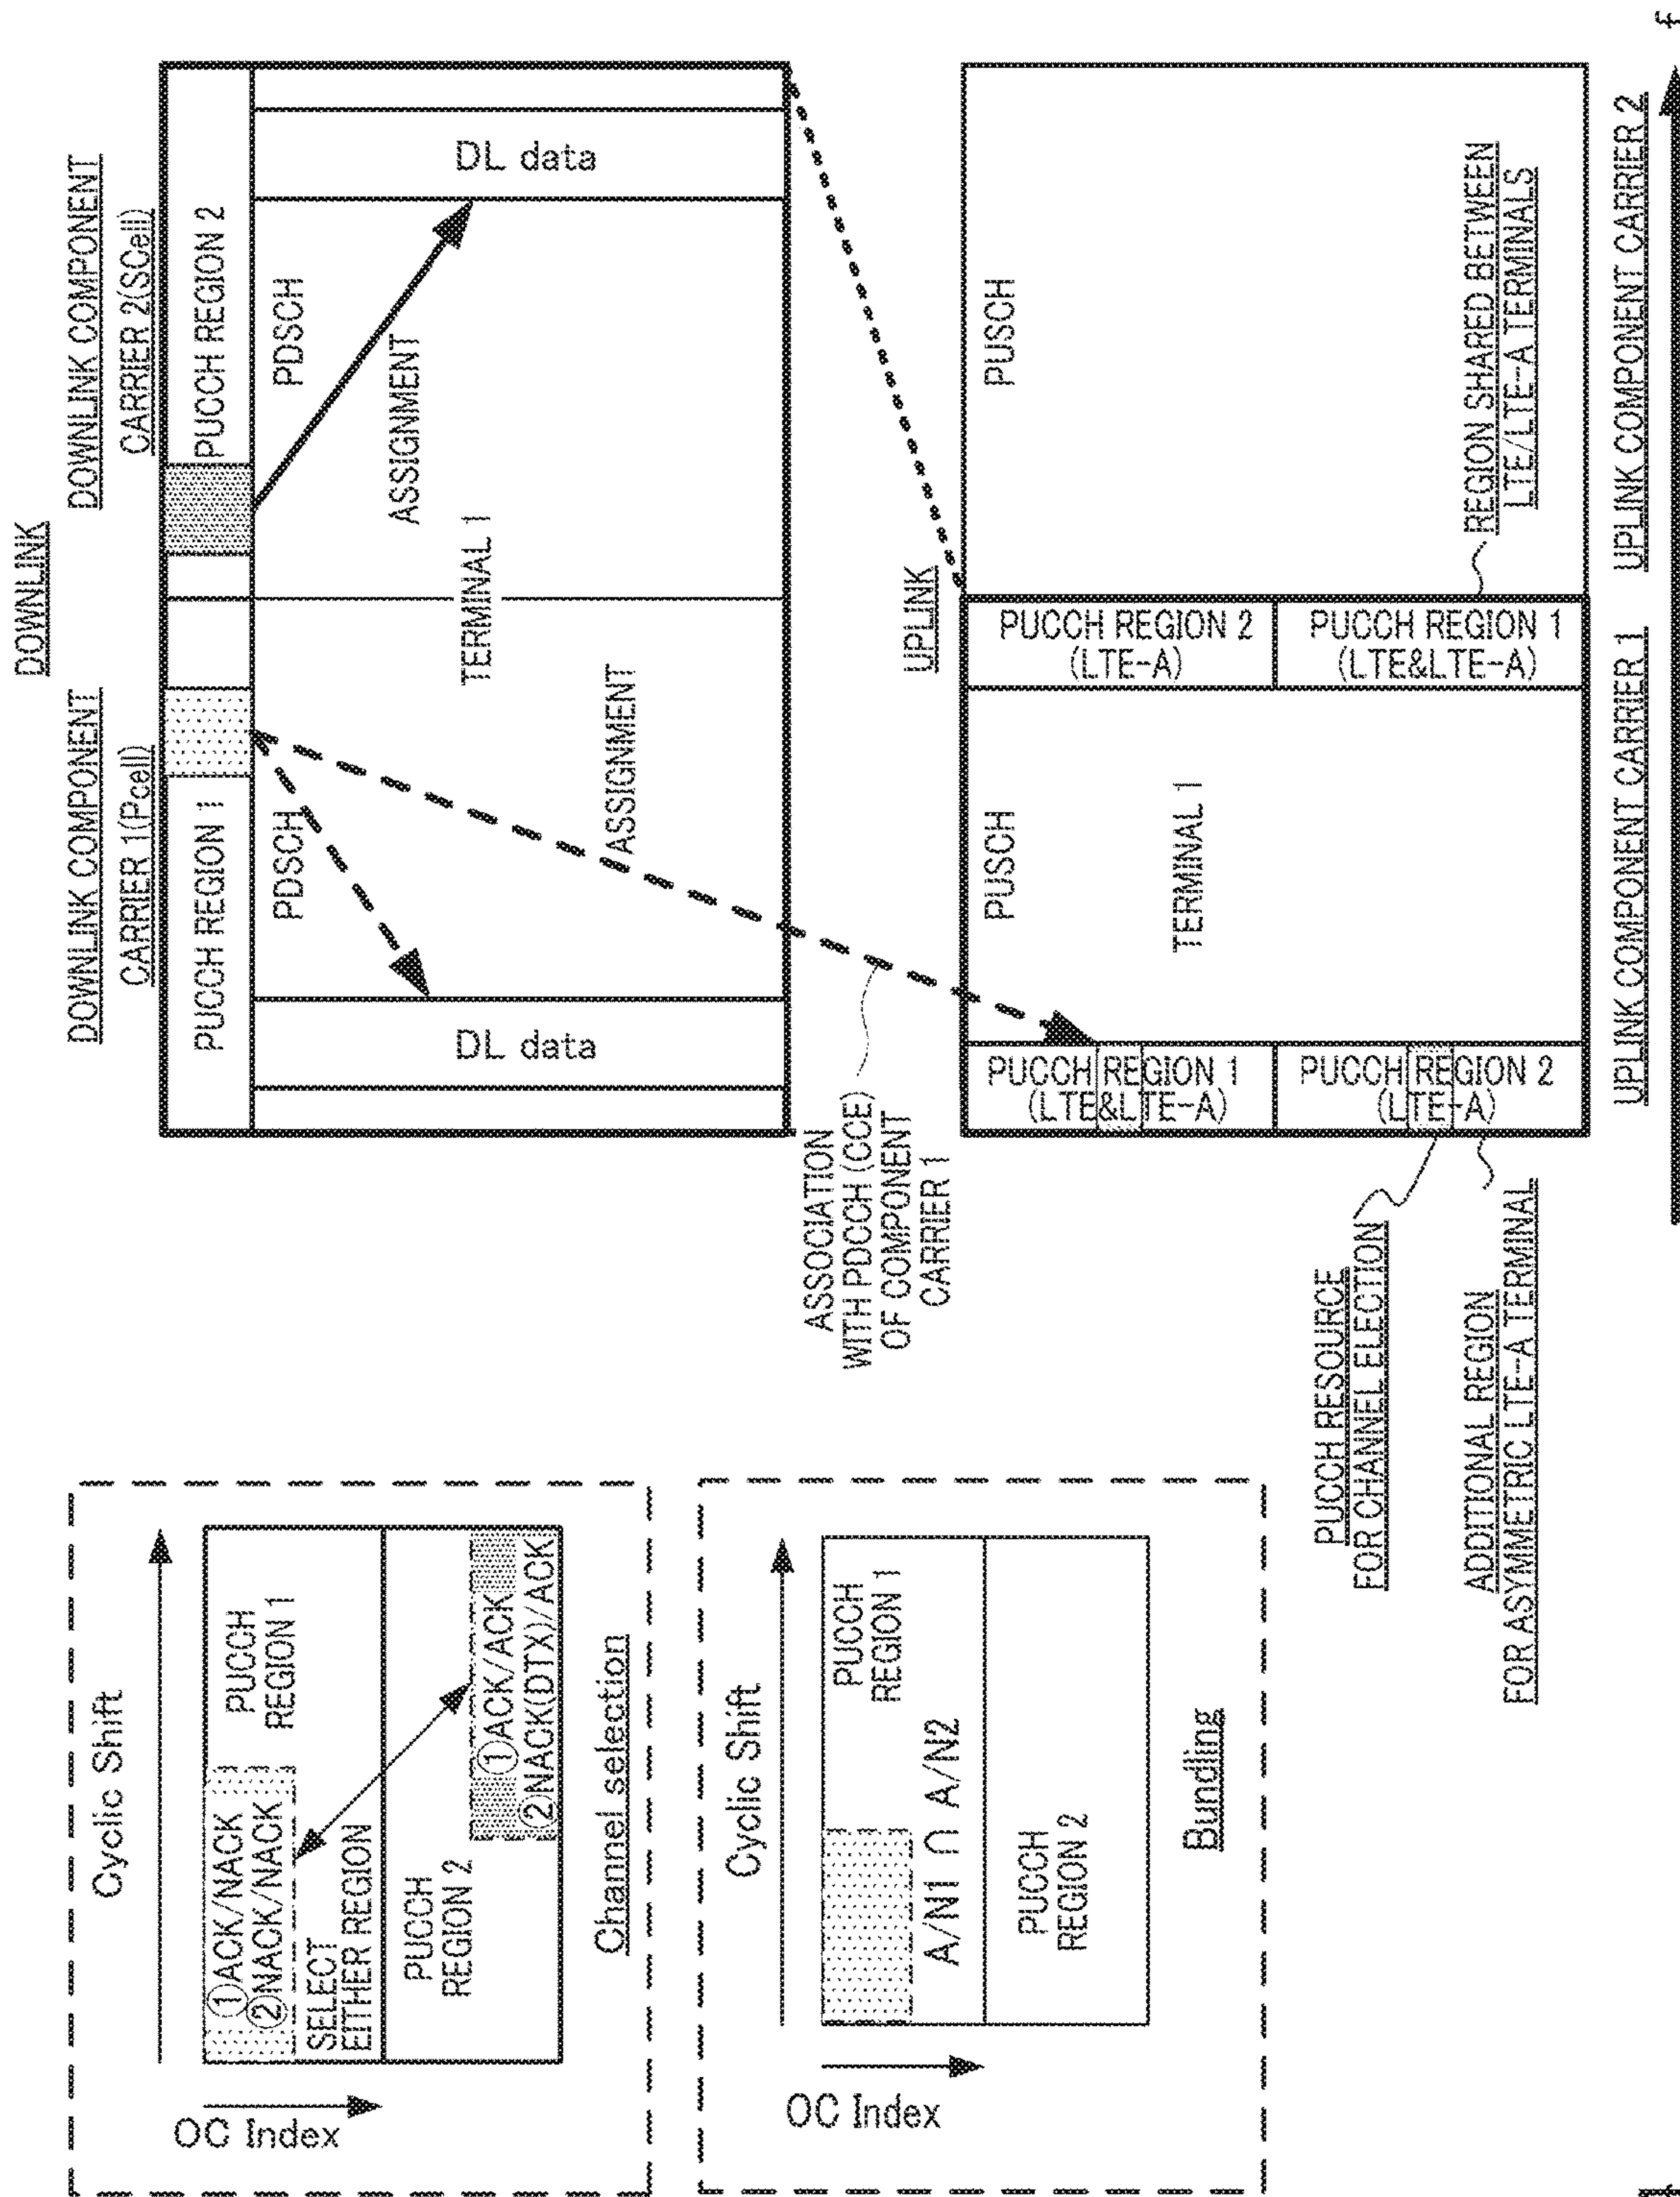 DOWNLINK
DOWNLINK COMPONENT
CARRIER 1(Pcell)
DOWNLINK COMPONENT
CARRIER 2(SCell)
PUCCH REGION 1
PUCCH REGION 2
PDSCH
PDSCH
ASSIGNMENT
TERMINAL 1
ASSIGNMENT
DL data
DL data
ASSOCIATION
WITH PDCCH (CCE)
OF COMPONENT
CARRIER 1
UPLINK
PUCCH REGION 1
(LTE&LTE-A)
PUCCH REGION 2
(LTE-A)
PUSCH
TERMINAL 1
PUCCH REGION 2
(LTE-A)
PUCCH REGION 1
(LTE&LTE-A)
PUSCH
REGION SHARED BETWEEN
LTE/LTE-A TERMINALS
UPLINK COMPONENT CARRIER 1
UPLINK COMPONENT CARRIER 2
f
PUCCH RESOURCE
FOR CHANNEL ELECTION
ADDITIONAL REGION
FOR ASYMMETRIC LTE-A TERMINAL
Cyclic Shift
OC Index
①ACK/NACK
②NACK/NACK
PUCCH
REGION 1
SELECT
EITHER REGION
PUCCH
REGION 2
①ACK/ACK
②NACK(DTX)/ACK
Channel selection
Cyclic Shift
OC Index
PUCCH
REGION 1
A/N1 ∩ A/N2
PUCCH
REGION 2
Bundling